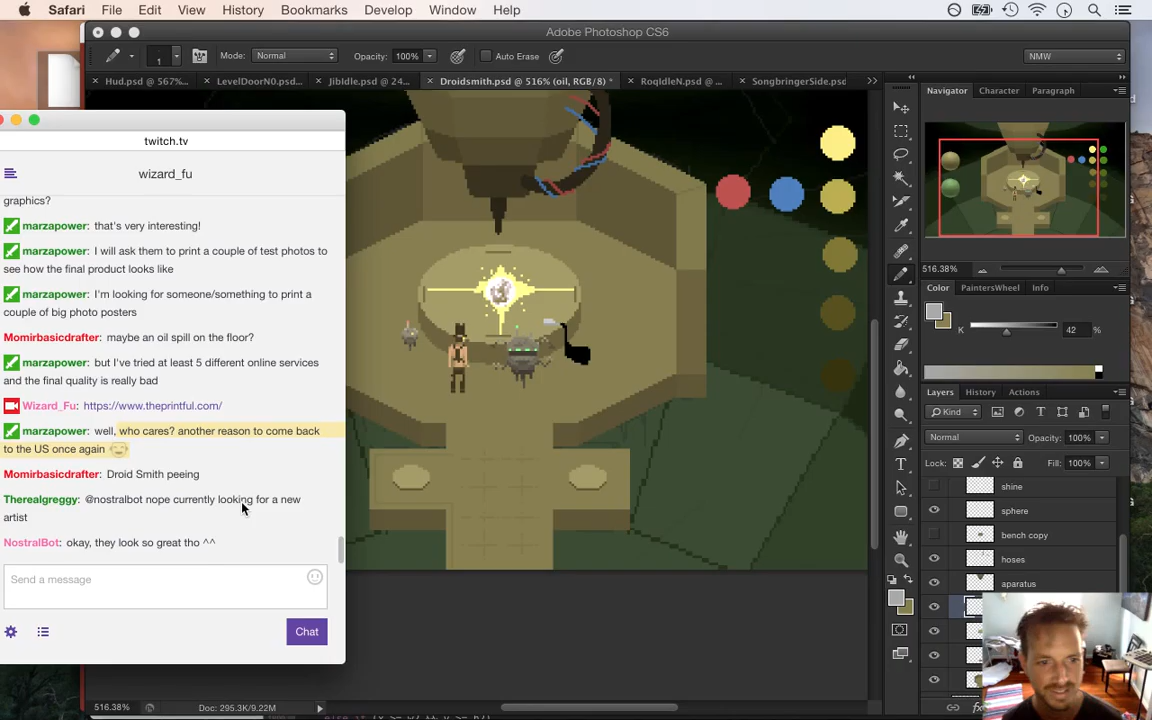 Safari File Edit View History Bookmarks Develop Window Help
Adobe Photoshop CS6
1 Mode: Normal Opacity: 100% Auto Erase NMW
Hud.psd @ 567%... LevelDoorN0.psd... JibIdle.psd @ 24... Droidsmith.psd @ 516% (oil, RGB/8) * RoqIdleN.psd @ ... SongbringerSide.psd
Navigator Character Paragraph
516.38%
Color PaintersWheel Info
K 42 %
Layers History Actions
Kind
Normal Opacity: 100%
Lock: Fill: 100%
shine
sphere
bench copy
hoses
aparatus
516.38% Doc: 295.3K/9.22M
twitch.tv
wizard_fu
graphics?
marzapower: that's very interesting!
marzapower: I will ask them to print a couple of test photos to
see how the final product looks like
marzapower: I'm looking for someone/something to print a
couple of big photo posters
Momirbasicdrafter: maybe an oil spill on the floor?
marzapower: but I've tried at least 5 different online services
and the final quality is really bad
Wizard_Fu: https://www.theprintful.com/
marzapower: well, who cares? another reason to come back
to the US once again
Momirbasicdrafter: Droid Smith peeing
Therealgreggy: @nostralbot nope currently looking for a new
artist
NostralBot: okay, they look so great tho ^^
Send a message
Chat